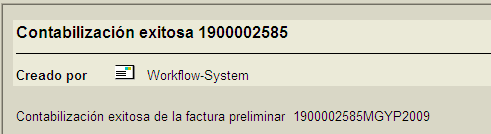 Contabilización exitosa 1900002585
Creado por Workflow-System
Contabilización exitosa de la factura preliminar 1900002585MGYP2009